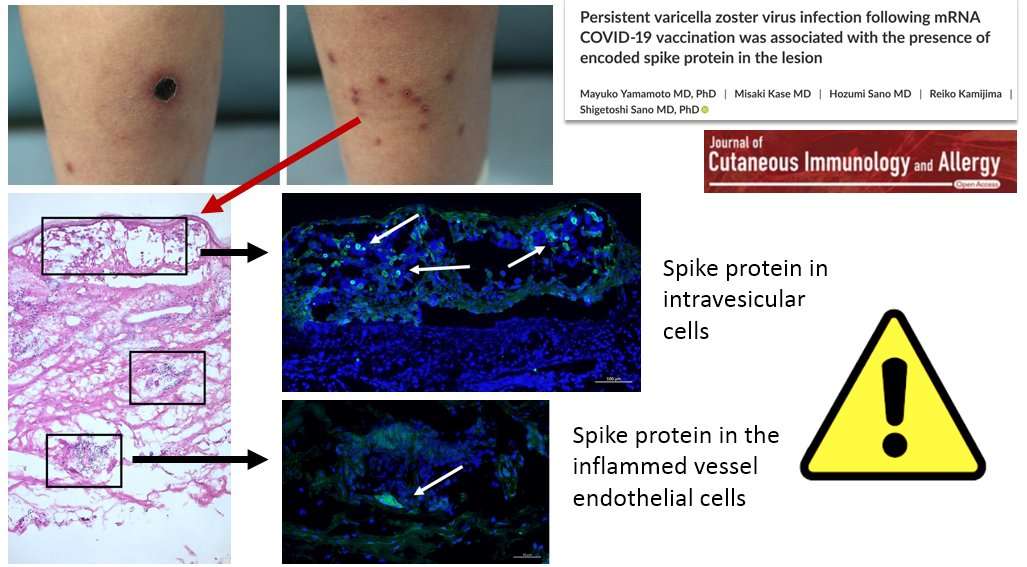 Persistent varicella zoster virus infection following mRNA
COVID-19 vaccination was associated with the presence of
encoded spike protein in the lesion
Mayuko Yamamoto MD, PhD | Misaki Kase MD | Hozumi Sano MD | Reiko Kamijima |
Shigetoshi Sano MD, PhD
Journal of
Cutaneous Immunology and Allergy
Open Access
Spike protein in
intravesicular
cells
Spike protein in the
inflammed vessel
endothelial cells